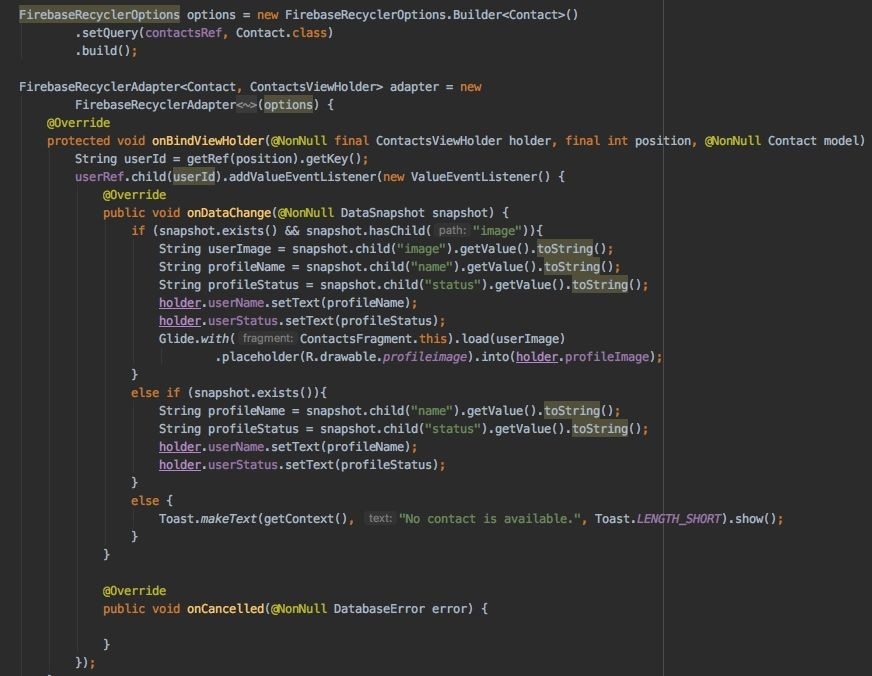 FirebaseRecyclerOptions options = new FirebaseRecyclerOptions.Builder<Contact>()
.setQuery(contactsRef, Contact.class)
.build();
FirebaseRecyclerAdapter<Contact, ContactsViewHolder> adapter = new
FirebaseRecyclerAdapter<~>(options) {
@Override
protected void onBindViewHolder(@NonNull final ContactsViewHolder holder, final int position, @NonNull Contact model)
String userId = getRef(position).getKey();
userRef.child(userId).addValueEventListener(new ValueEventListener() {
@Override
public void onDataChange(@NonNull DataSnapshot snapshot) {
if (snapshot.exists() && snapshot.hasChild( path: "image")){
String userImage = snapshot.child("image").getValue().toString();
String profileName = snapshot.child("name").getValue().toString();
String profileStatus = snapshot.child("status").getValue().toString();
holder.userName.setText(profileName);
holder.userStatus.setText(profileStatus);
Glide.with( fragment: ContactsFragment.this).load(userImage)
.placeholder(R.drawable.profileimage).into(holder.profileImage);
}
else if (snapshot.exists()){
String profileName = snapshot.child("name").getValue().toString();
String profileStatus = snapshot.child("status").getValue().toString();
holder.userName.setText(profileName);
holder.userStatus.setText(profileStatus);
}
else {
Toast.makeText(getContext(), text: "No contact is available.", Toast.LENGTH_SHORT).show();
}
}
@Override
public void onCancelled(@NonNull DatabaseError error) {
}
});